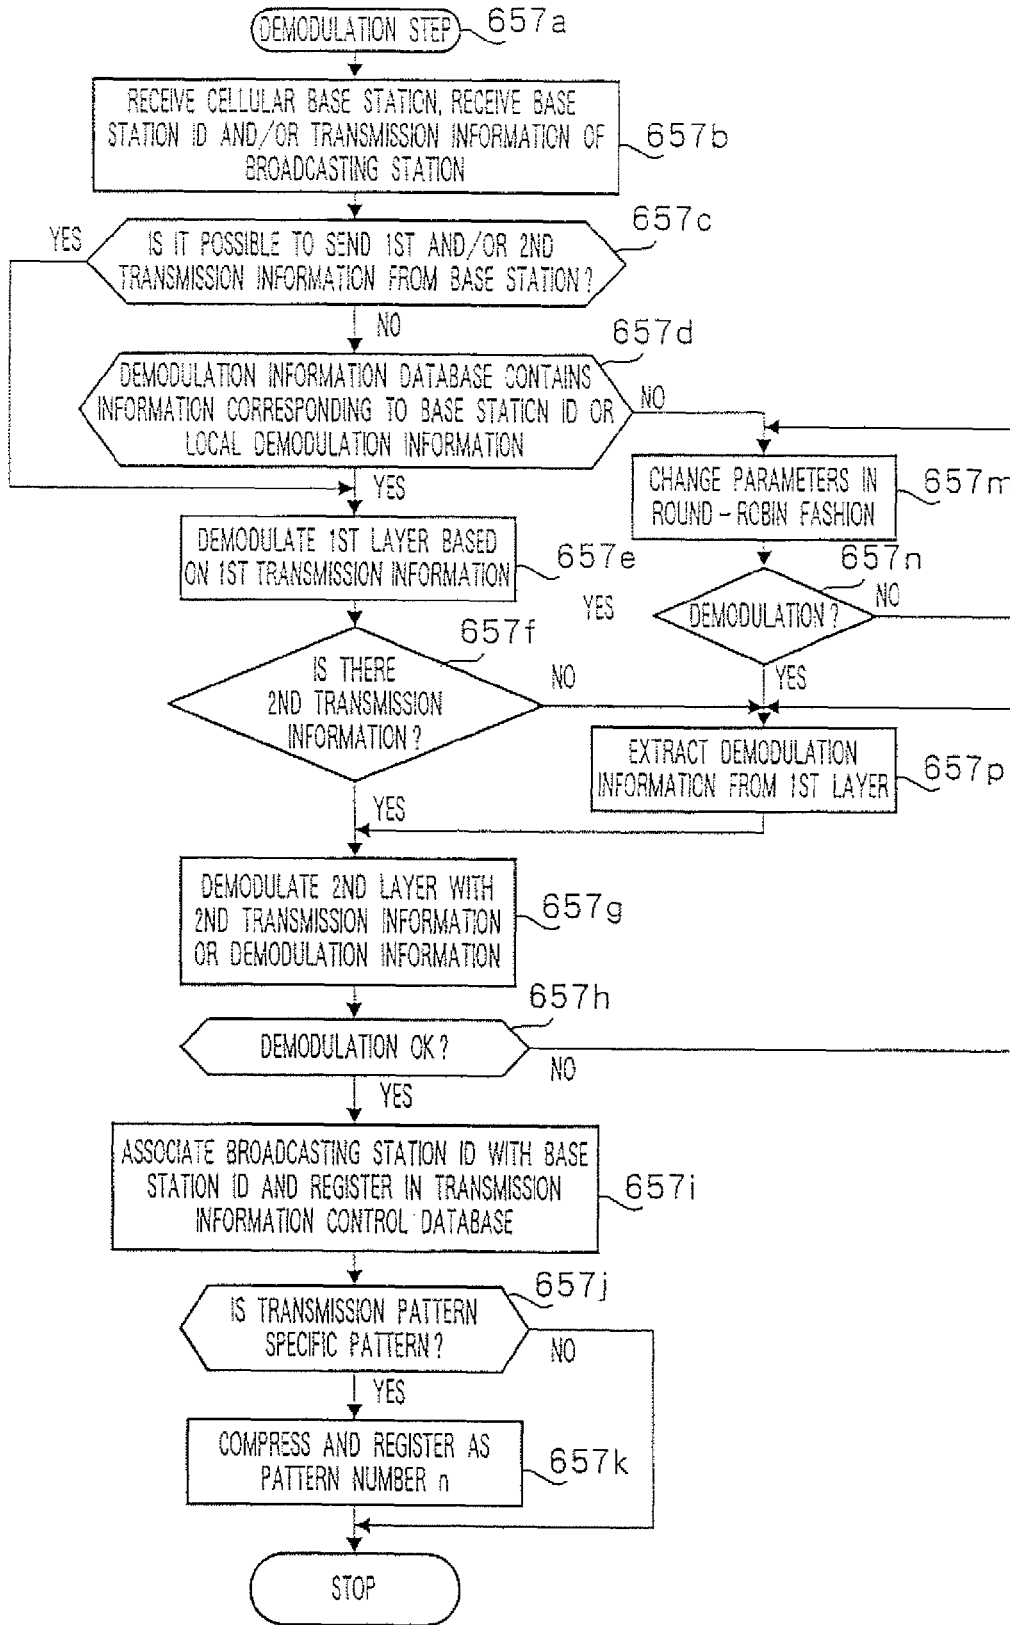 DEMODULATION STEP
657a
RECEIVE CELLULAR BASE STATION, RECEIVE BASE
STATION ID AND/OR TRANSMISSION INFORMATION OF
BROADCASTING STATION
657b
657c
YES
IS IT POSSIBLE TO SEND 1ST AND/OR 2ND
TRANSMISSION INFORMATION FROM BASE STATION?
NO
657d
DEMODULATION INFORMATION DATABASE CONTAINS
INFORMATION CORRESPONDING TO BASE STATION ID OR
LOCAL DEMODULATION INFORMATION
NO
YES
CHANGE PARAMETERS IN
ROUND-ROBIN FASHION
657m
DEMODULATE 1ST LAYER BASED
ON 1ST TRANSMISSION INFORMATION
657e
657n
YES
DEMODULATION?
NO
657f
IS THERE
2ND TRANSMISSION
INFORMATION?
NO
YES
EXTRACT DEMODULATION
INFORMATION FROM 1ST LAYER
657p
YES
DEMODULATE 2ND LAYER WITH
2ND TRANSMISSION INFORMATION
OR DEMODULATION INFORMATION
657g
657h
DEMODULATION OK?
NO
YES
ASSOCIATE BROADCASTING STATION ID WITH BASE
STATION ID AND REGISTER IN TRANSMISSION
INFORMATION CONTROL DATABASE
657i
657j
IS TRANSMISSION PATTERN
SPECIFIC PATTERN?
NO
YES
COMPRESS AND REGISTER AS
PATTERN NUMBER n
657k
STOP